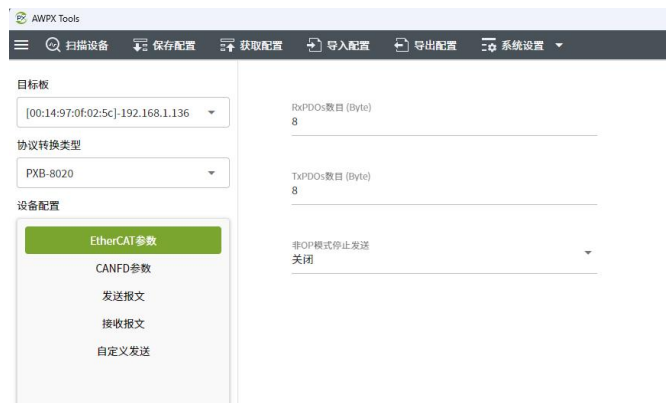 AWPX Tools
扫描设备 保存配置 获取配置 导入配置 导出配置 系统设置
目标板
[00:14:97:0f:02:5c]-192.168.1.136
协议转换类型
PXB-8020
设备配置
EtherCAT参数
CANFD参数
发送报文
接收报文
自定义发送
RxPDOs数目 (Byte)
8
TxPDOs数目 (Byte)
8
非OP模式停止发送
关闭